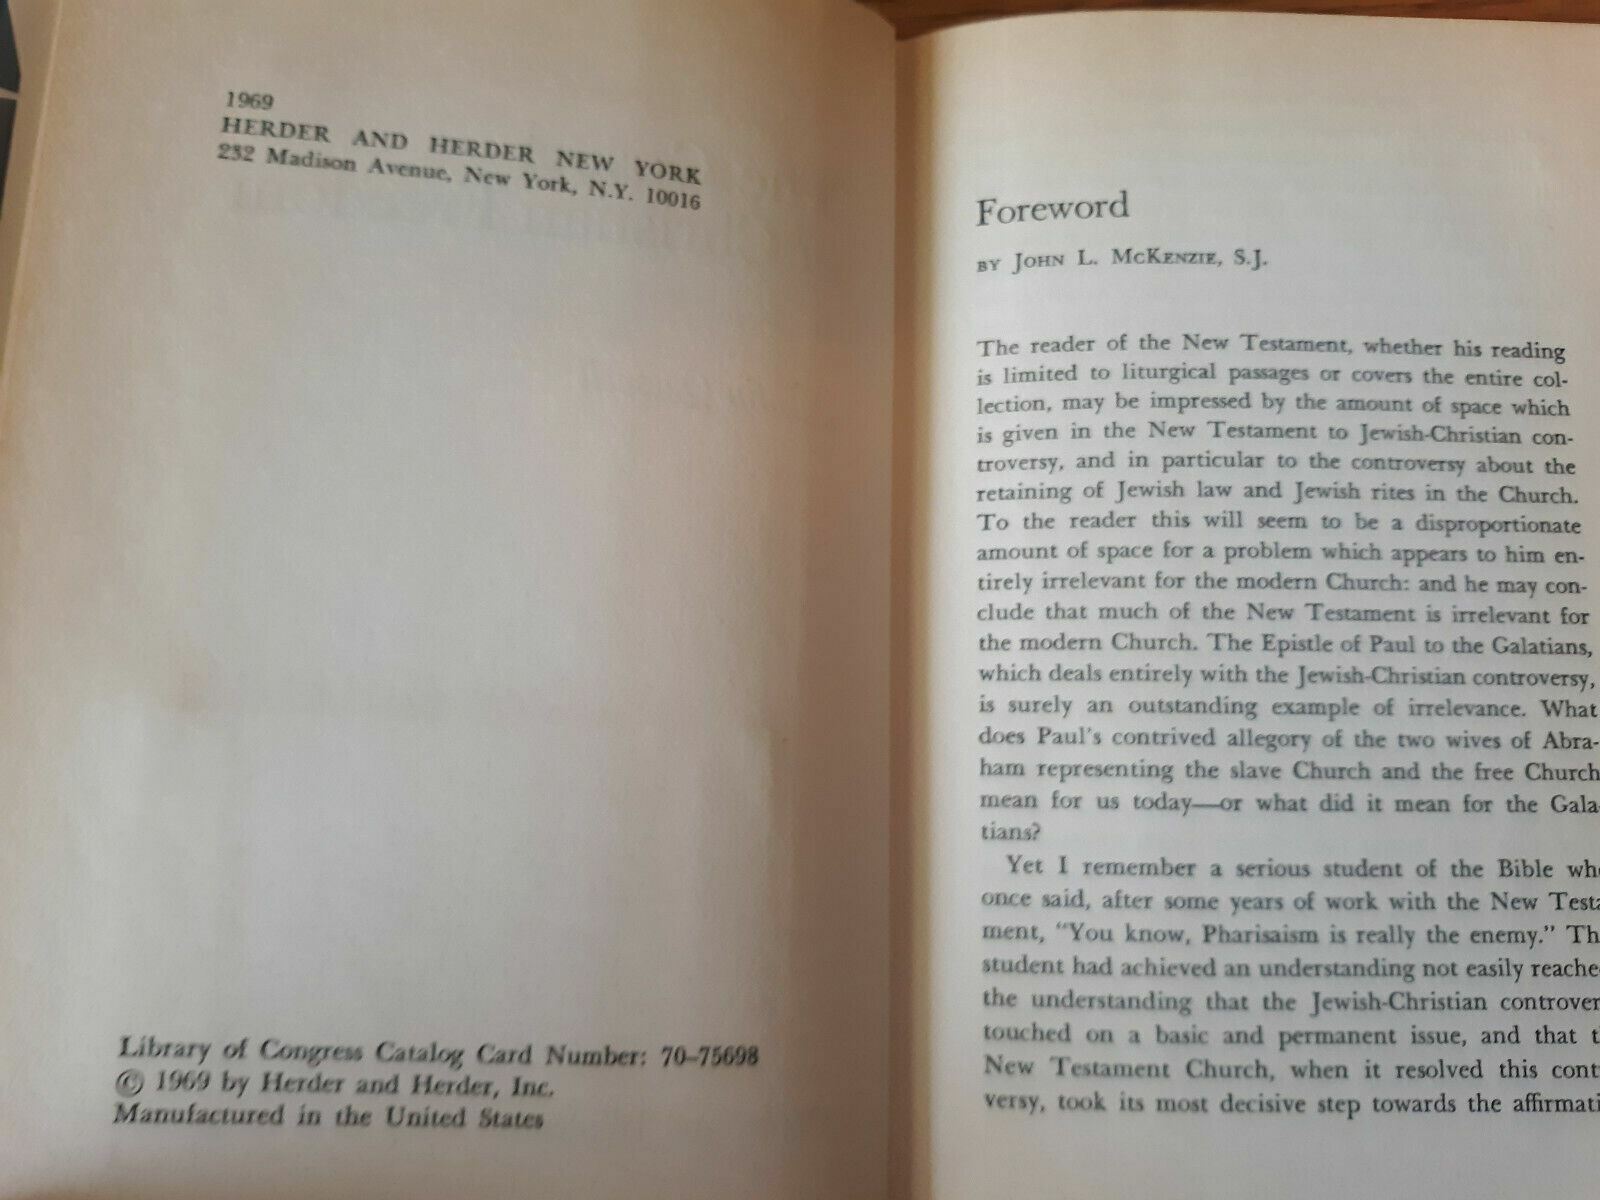 1969
HERDER AND HERDER NEW YORK
232 Madison Avenue, New York, N.Y. 10016
Library of Congress Catalog Card Number: 70-75698
© 1969 by Herder and Herder, Inc.
Manufactured in the United States
Foreword
BY JOHN L. MCKENZIE, S.J.
The reader of the New Testament, whether his reading
is limited to liturgical passages or covers the entire col-
lection, may be impressed by the amount of space which
is given in the New Testament to Jewish-Christian con-
troversy, and in particular to the controversy about the
retaining of Jewish law and Jewish rites in the Church.
To the reader this will seem to be a disproportionate
amount of space for a problem which appears to him en-
tirely irrelevant for the modern Church: and he may con-
clude that much of the New Testament is irrelevant for
the modern Church. The Epistle of Paul to the Galatians,
which deals entirely with the Jewish-Christian controversy,
is surely an outstanding example of irrelevance. What
does Paul's contrived allegory of the two wives of Abra-
ham representing the slave Church and the free Church
mean for us today—or what did it mean for the Gala-
tians?
Yet I remember a serious student of the Bible who
once said, after some years of work with the New Testa
ment, "You know, Pharisaism is really the enemy." Th
student had achieved an understanding not easily reache
the understanding that the Jewish-Christian controver
touched on a basic and permanent issue, and that t
New Testament Church, when it resolved this cont
versy, took its most decisive step towards the affirmati